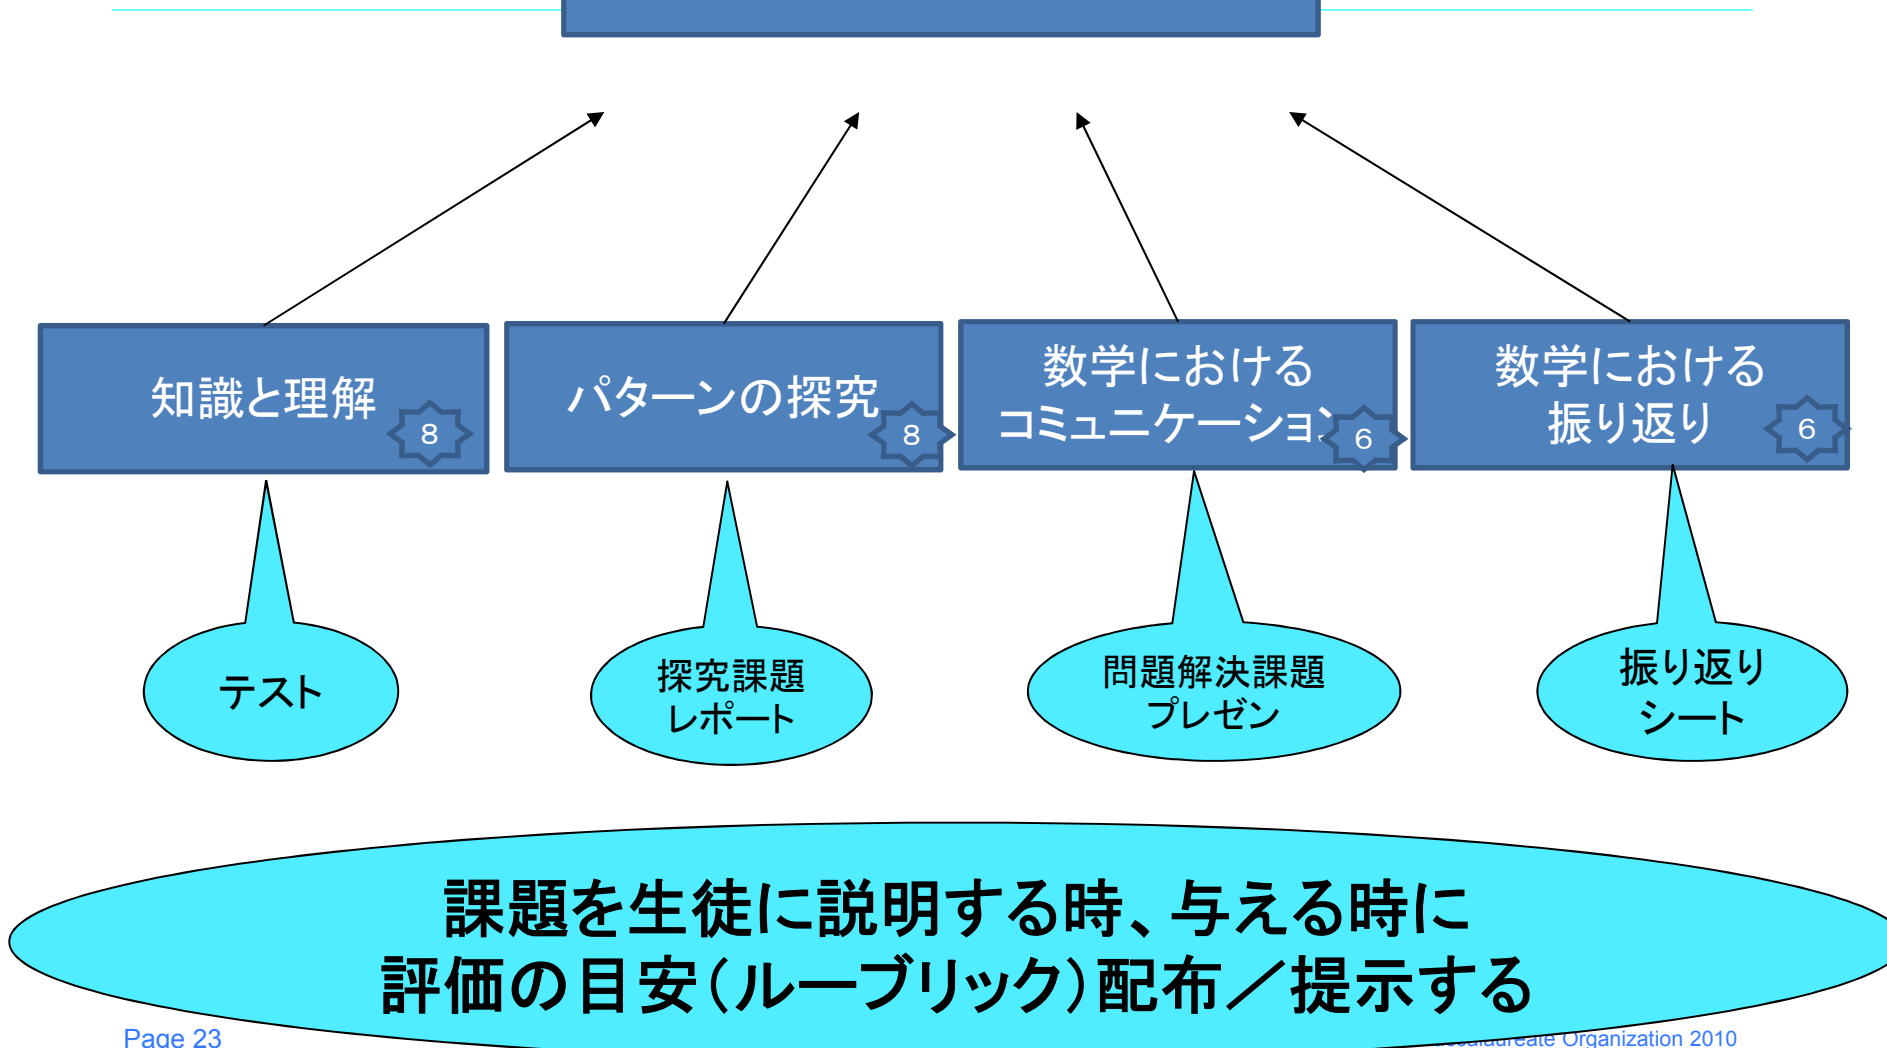 知識と理解
8
パターンの探究
8
数学における
コミュニケーション
6
数学における
振り返り
6
テスト
探究課題
レポート
問題解決課題
プレゼン
振り返り
シート
課題を生徒に説明する時、与える時に
評価の目安（ルーブリック）配布／提示する
Page 23
Organization 2010